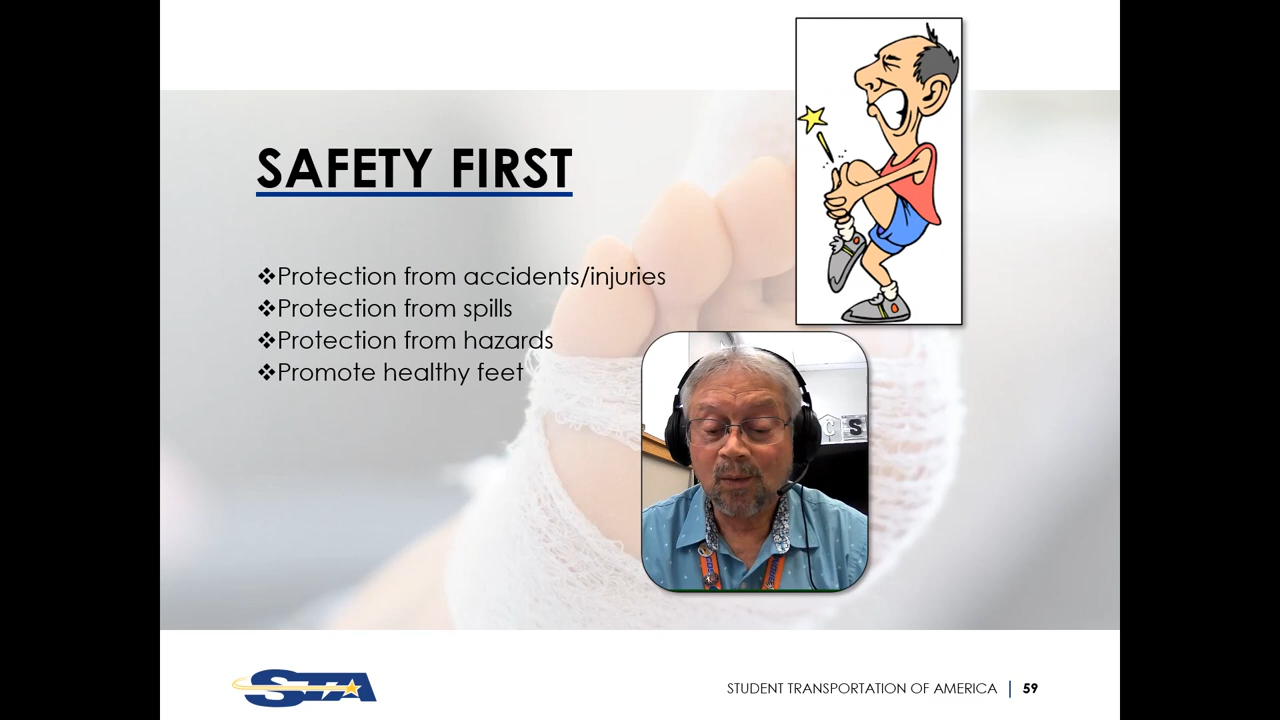 SAFETY FIRST
❖Protection from accidents/injuries
❖Protection from spills
❖Protection from hazards
❖Promote healthy feet
C S
STA
STUDENT TRANSPORTATION OF AMERICA | 59